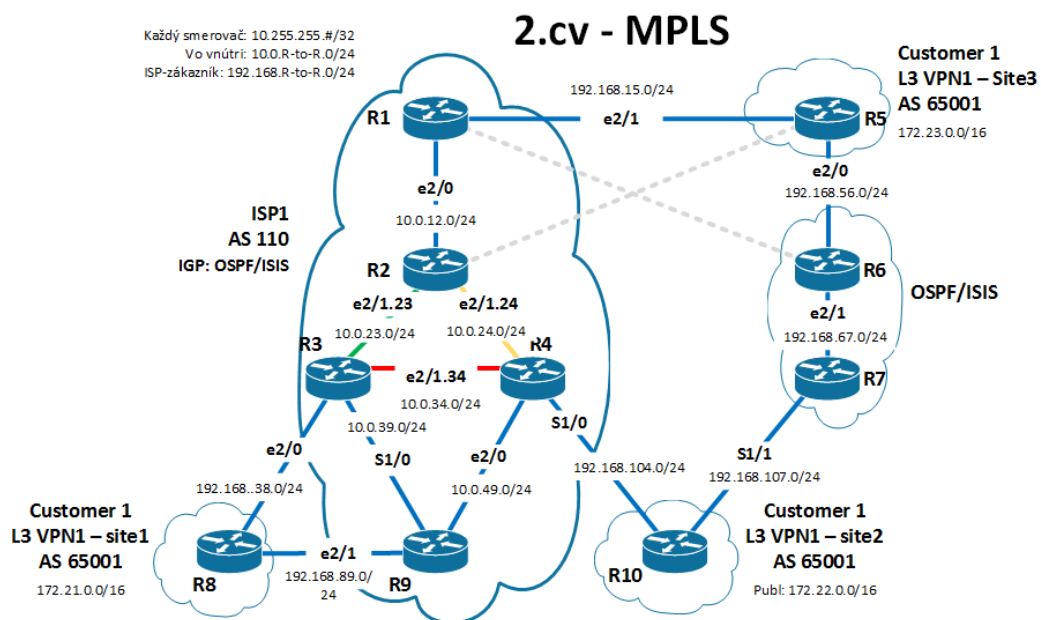 2.cv - MPLS
Každý smerovač: 10.255.255.#/32
Vo vnútri: 10.0.R-to-R.0/24
ISP-zákazník: 192.168.R-to-R.0/24
Customer 1
L3 VPN1 – Site3
AS 65001
172.23.0.0/16
192.168.15.0/24
R1
e2/1
R5
e2/0
e2/0
192.168.56.0/24
ISP1
AS 110
IGP: OSPF/ISIS
10.0.12.0/24
R2
R6
OSPF/ISIS
e2/1.23
e2/1.24
e2/1
10.0.23.0/24
10.0.24.0/24
192.168.67.0/24
R3
R4
R7
e2/1.34
10.0.34.0/24
10.0.39.0/24
S1/0
e2/0
S1/0
e2/0
S1/1
192.168.104.0/24
192.168.107.0/24
192.168..38.0/24
10.0.49.0/24
Customer 1
L3 VPN1 – site1
AS 65001
172.21.0.0/16
R8
e2/1
192.168.89.0/
24
R9
R10
Customer 1
L3 VPN1 – site2
AS 65001
Publ: 172.22.0.0/16